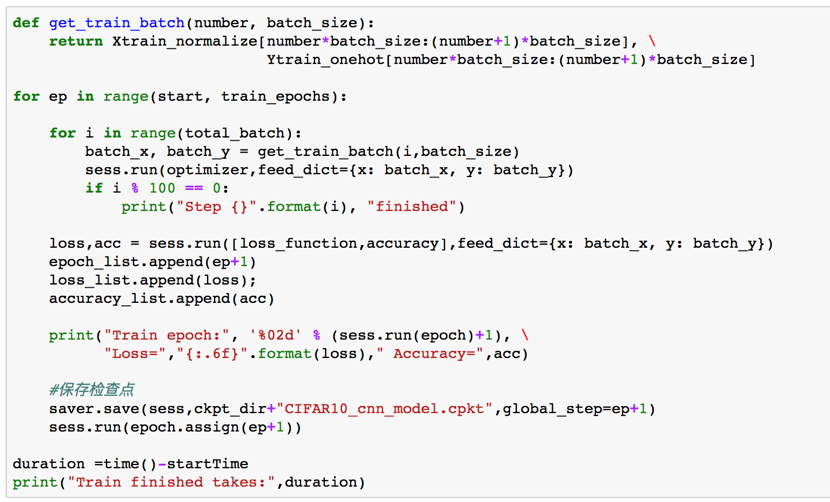 def get_train_batch(number, batch_size):
    return Xtrain_normalize[number*batch_size:(number+1)*batch_size], \
                            Ytrain_onehot[number*batch_size:(number+1)*batch_size]

for ep in range(start, train_epochs):

    for i in range(total_batch):
        batch_x, batch_y = get_train_batch(i,batch_size)
        sess.run(optimizer,feed_dict={x: batch_x, y: batch_y})
        if i % 100 == 0:
            print("Step {}".format(i), "finished")

    loss,acc = sess.run([loss_function,accuracy],feed_dict={x: batch_x, y: batch_y})
    epoch_list.append(ep+1)
    loss_list.append(loss);
    accuracy_list.append(acc)

    print("Train epoch:", '%02d' % (sess.run(epoch)+1), \
          "Loss=","{:.6f}".format(loss)," Accuracy=",acc)

    #保存检查点
    saver.save(sess,ckpt_dir+"CIFAR10_cnn_model.cpkt",global_step=ep+1)
    sess.run(epoch.assign(ep+1))

duration =time()-startTime
print("Train finished takes:",duration)